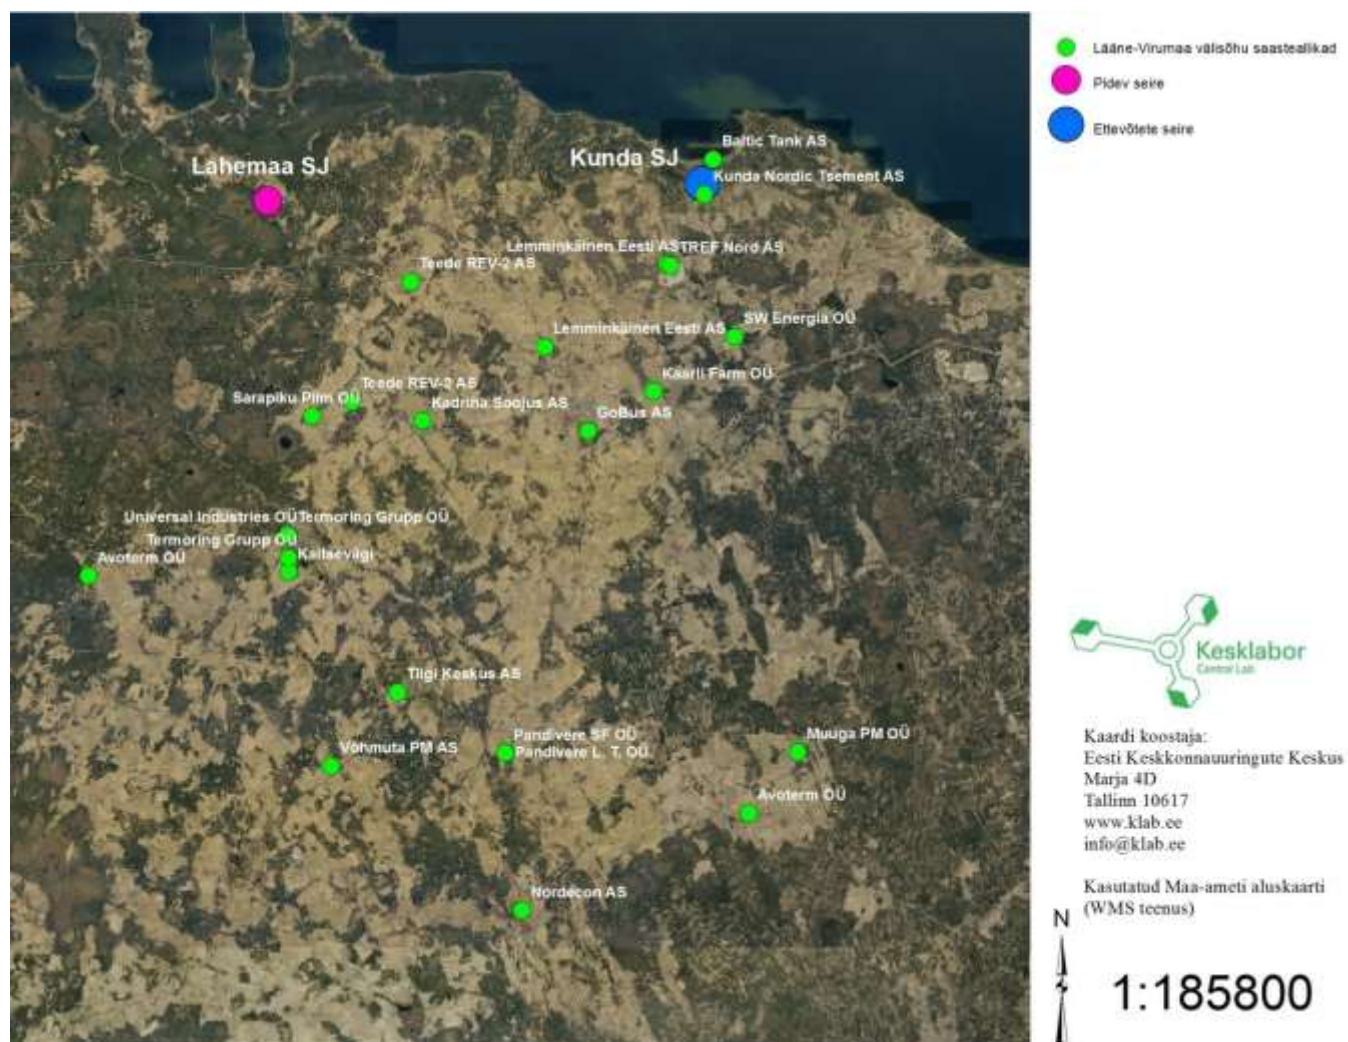 Lääne-Virumaa välisõhu saasteallikad
Pidev seire
Ettevõtete seire
Baltic Tank AS
Kunda SJ
Lahemaa SJ
Kunda Nordic Tsement AS
Lemminkäinen Eesti AS
TREF Nord AS
Teede REV-2 AS
SW Energia OÜ
Lemminkäinen Eesti AS
Kaarli Farm OÜ
Teede REV-2 AS
Sarapiku Piim OÜ
Kadrina Soojus AS
GoBus AS
Universal Industries OÜ
Termoring Grupp OÜ
Termoring Grupp OÜ
Kaitsevägi
Avoterm OÜ
Tiigi Keskus AS
Pandivere SF OÜ
Pandivere L. T. OÜ
Muuga PM OÜ
Võhmuta PM AS
Avoterm OÜ
Nordecon AS
Kesklabor
Central Lab
Kaardi koostaja:
Eesti Keskkonnauuringute Keskus
Marja 4D
Tallinn 10617
www.klab.ee
info@klab.ee
Kasutatud Maa-ameti aluskaarti
(WMS teenus)
N
1:185800